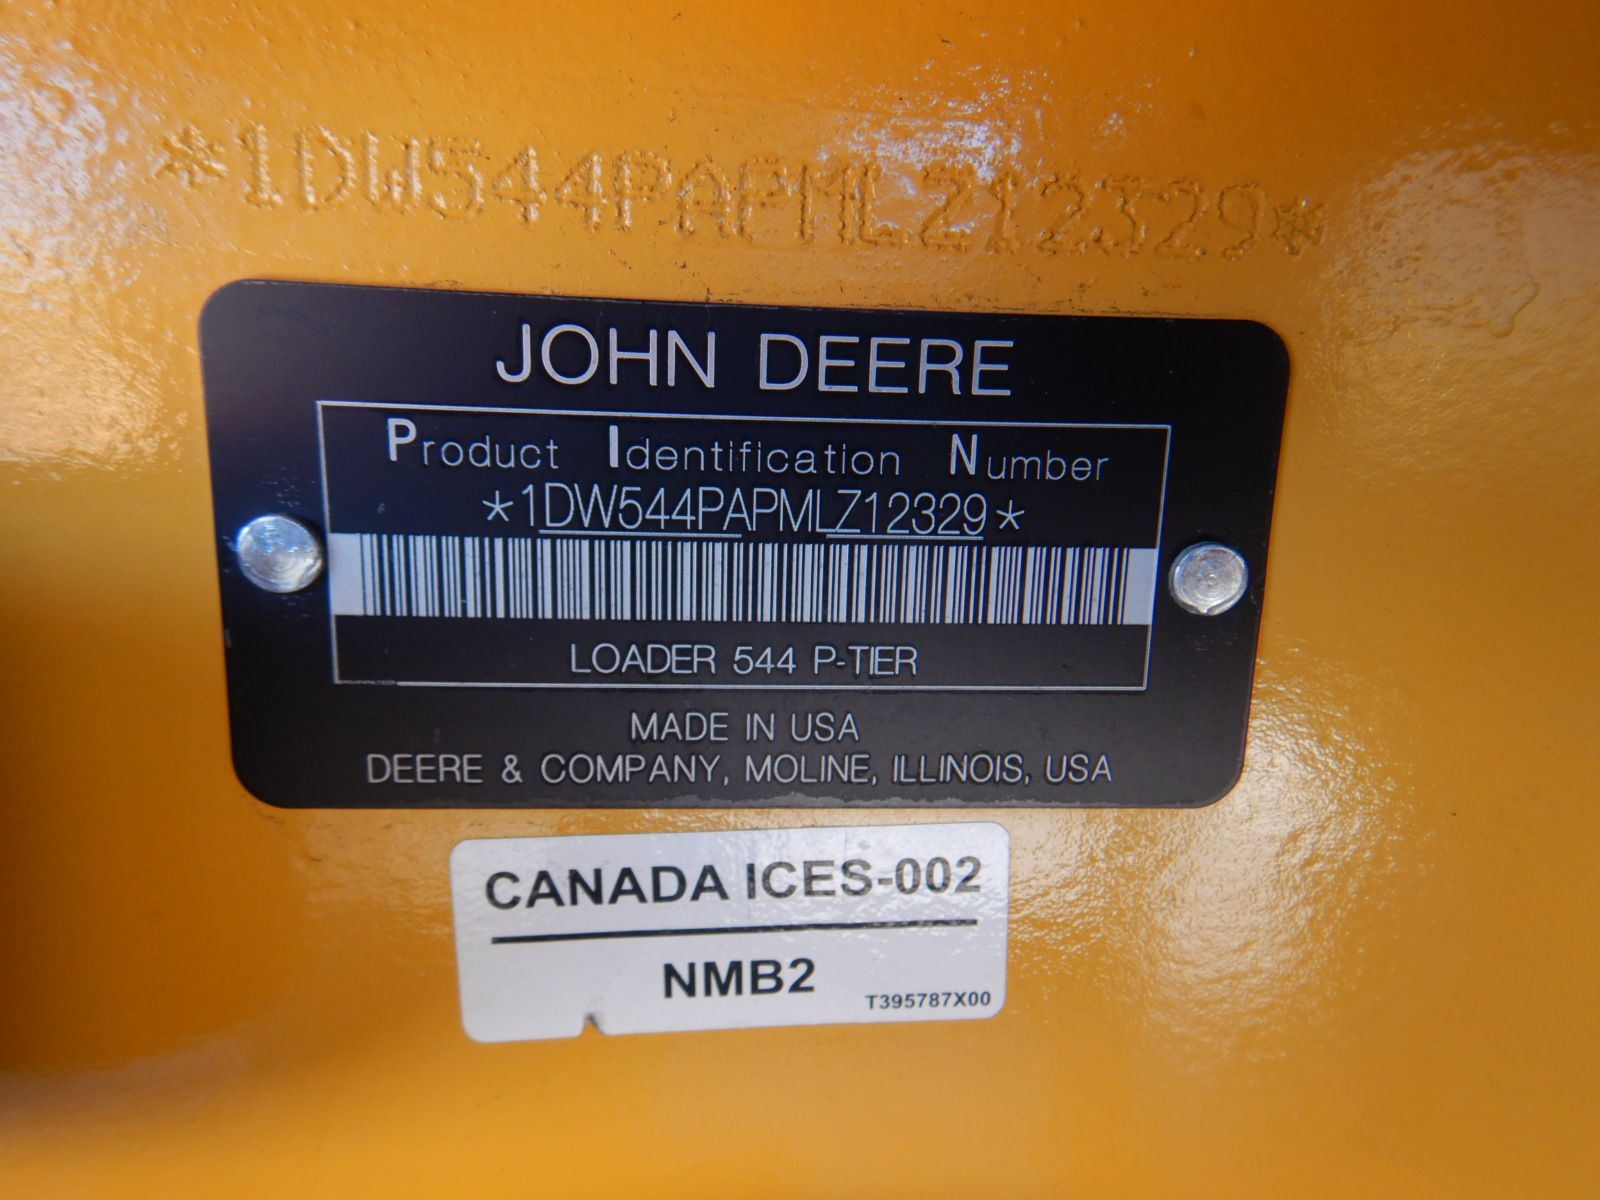 *1DW544PAPMLZ12329*
JOHN DEERE
Product Identification Number
*1DW544PAPMLZ12329*
LOADER 544 P-TIER
MADE IN USA
DEERE & COMPANY, MOLINE, ILLINOIS, USA
CANADA ICES-002
NMB2
T395787X00